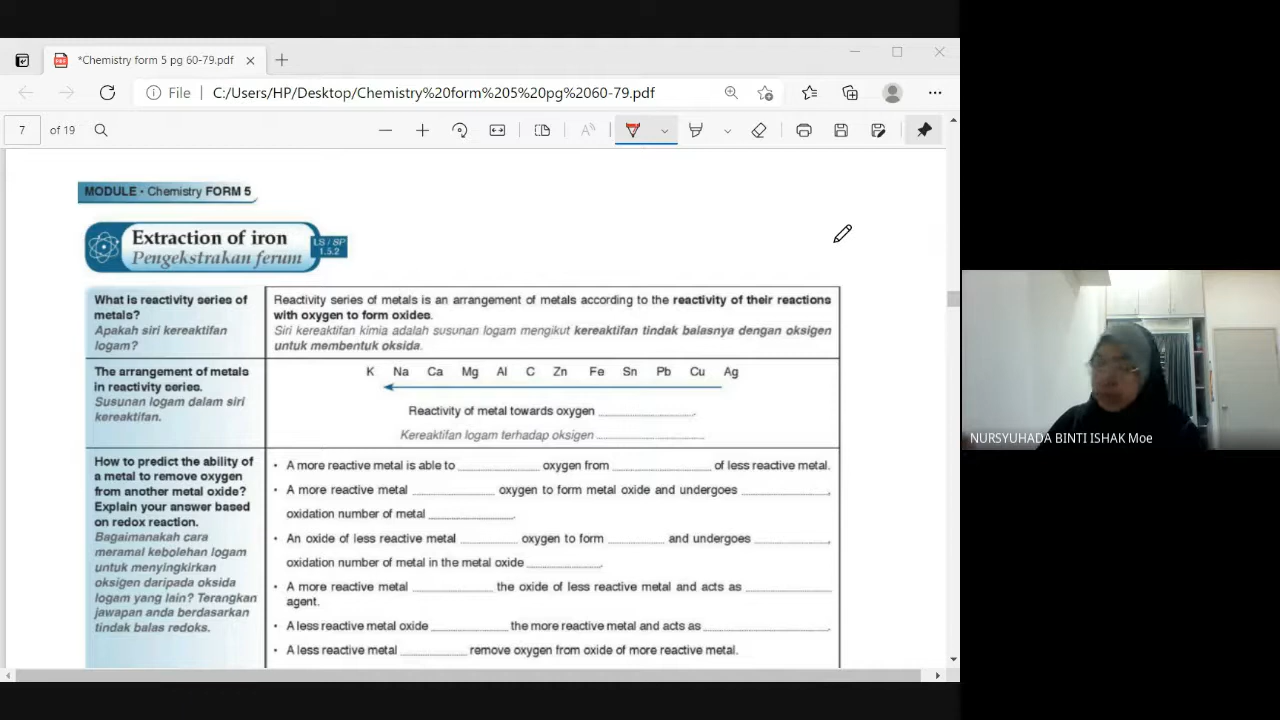 *Chemistry form 5 pg 60-79.pdf
File
C:/Users/HP/Desktop/Chemistry%20form%205%20pg%2060-79.pdf
7 of 19
MODULE • Chemistry FORM 5
Extraction of iron
Pengekstrakan ferum
LS / SP
1.5.2
What is reactivity series of
metals?
Apakah siri kereaktifan
logam?
Reactivity series of metals is an arrangement of metals according to the reactivity of their reactions
with oxygen to form oxides.
Siri kereaktifan kimia adalah susunan logam mengikut kereaktifan tindak balasnya dengan oksigen
untuk membentuk oksida.
The arrangement of metals
in reactivity series.
Susunan logam dalam siri
kereaktifan.
K Na Ca Mg Al C Zn Fe Sn Pb Cu Ag
Reactivity of metal towards oxygen ....................
Kereaktifan logam terhadap oksigen ....................
How to predict the ability of
a metal to remove oxygen
from another metal oxide?
Explain your answer based
on redox reaction.
Bagaimanakah cara
meramal kebolehan logam
untuk menyingkirkan
oksigen daripada oksida
logam yang lain? Terangkan
jawapan anda berdasarkan
tindak balas redoks.
• A more reactive metal is able to .................... oxygen from .................... of less reactive metal.
• A more reactive metal .................... oxygen to form metal oxide and undergoes ....................,
oxidation number of metal .....................
• An oxide of less reactive metal .................... oxygen to form .................... and undergoes ....................,
oxidation number of metal in the metal oxide .....................
• A more reactive metal .................... the oxide of less reactive metal and acts as ....................
agent.
• A less reactive metal oxide .................... the more reactive metal and acts as .....................
• A less reactive metal .................... remove oxygen from oxide of more reactive metal.
NURSYUHADA BINTI ISHAK Moe